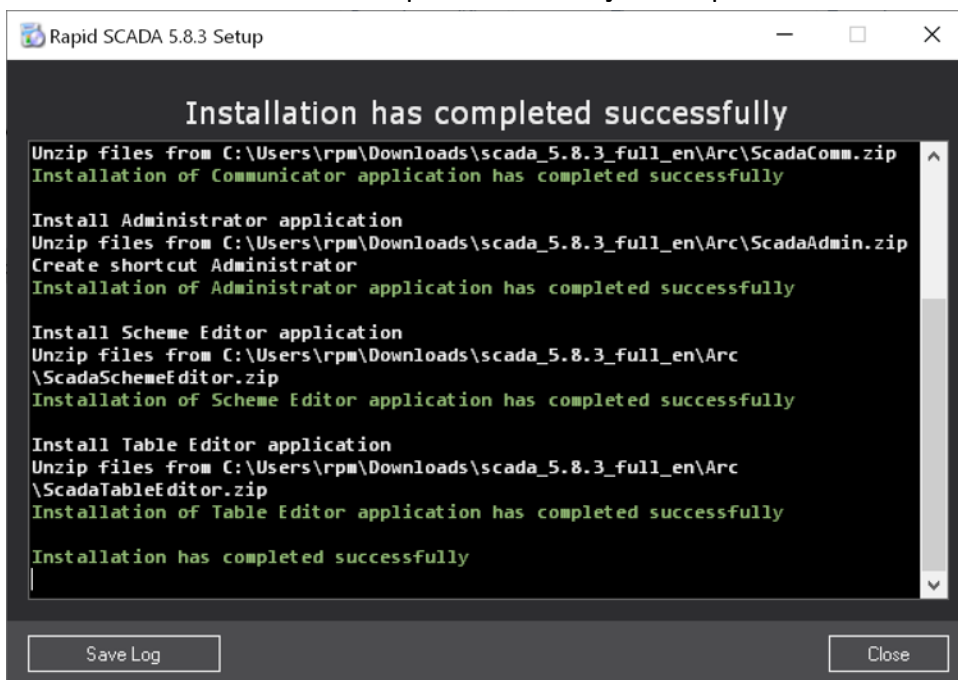 Rapid SCADA 5.8.3 Setup
Installation has completed successfully
Unzip files from C:\Users\rpm\Downloads\scada_5.8.3_full_en\Arc\ScadaComm.zip
Installation of Communicator application has completed successfully
Install Administrator application
Unzip files from C:\Users\rpm\Downloads\scada_5.8.3_full_en\Arc\ScadaAdmin.zip
Create shortcut Administrator
Installation of Administrator application has completed successfully
Install Scheme Editor application
Unzip files from C:\Users\rpm\Downloads\scada_5.8.3_full_en\Arc
\ScadaSchemeEditor.zip
Installation of Scheme Editor application has completed successfully
Install Table Editor application
Unzip files from C:\Users\rpm\Downloads\scada_5.8.3_full_en\Arc
\ScadaTableEditor.zip
Installation of Table Editor application has completed successfully
Installation has completed successfully
Save Log
Close